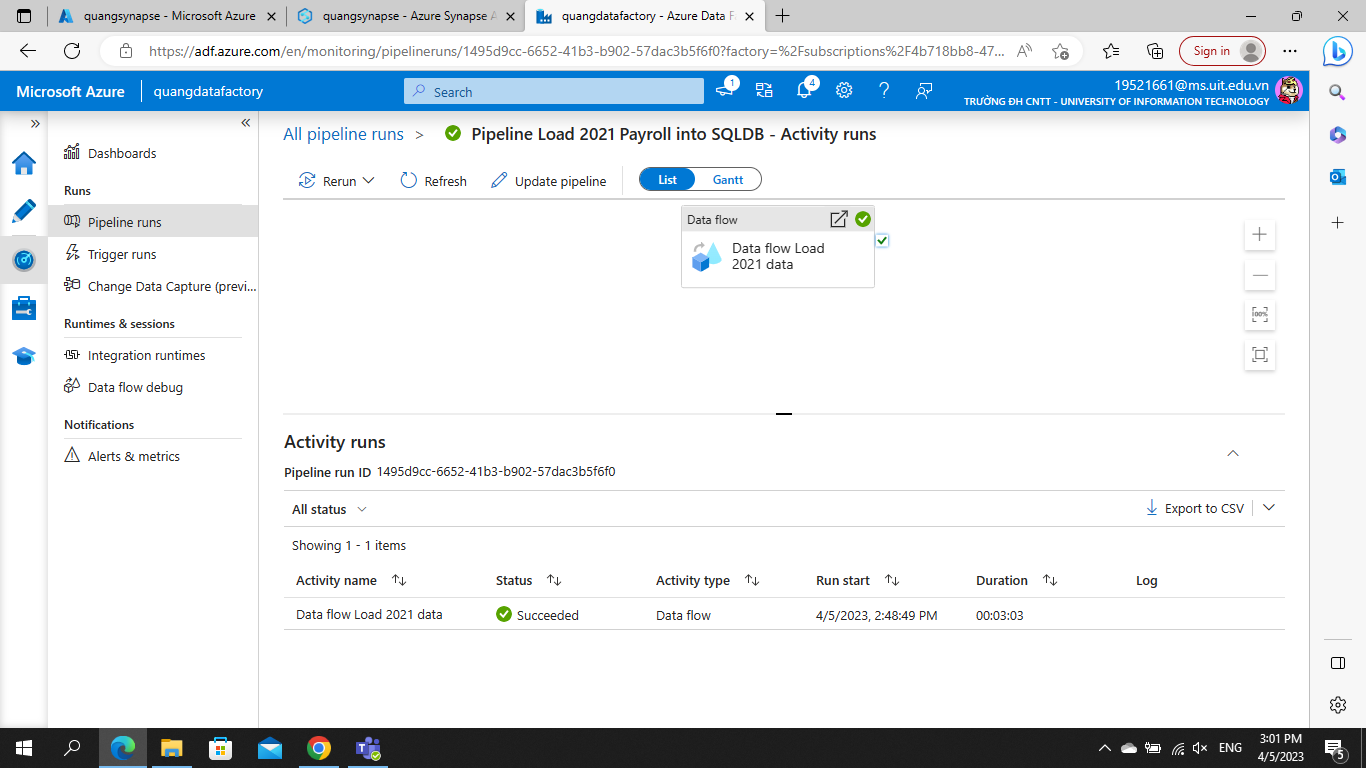 quangsynapse - Microsoft Azure
quangsynapse - Azure Synapse A
quangdatafactory - Azure Data F
https://adf.azure.com/en/monitoring/pipelineruns/1495d9cc-6652-41b3-b902-57dac3b5f6f0?factory=%2Fsubscriptions%2F4b718bb8-47...
Sign in
Microsoft Azure
quangdatafactory
Search
1
4
19521661@ms.uit.edu.vn
TRƯỜNG ĐH CNTT - UNIVERSITY OF INFORMATION TECHNOLOGY
Dashboards
Runs
Pipeline runs
Trigger runs
Change Data Capture (previ...
Runtimes & sessions
Integration runtimes
Data flow debug
Notifications
Alerts & metrics
All pipeline runs > Pipeline Load 2021 Payroll into SQLDB - Activity runs
Rerun
Refresh
Update pipeline
List
Gantt
Data flow
Data flow Load
2021 data
100%
Activity runs
Pipeline run ID 1495d9cc-6652-41b3-b902-57dac3b5f6f0
All status
Export to CSV
Showing 1 - 1 items
Activity name Status Activity type Run start Duration Log
Data flow Load 2021 data Succeeded Data flow 4/5/2023, 2:48:49 PM 00:03:03
ENG
3:01 PM
4/5/2023
5